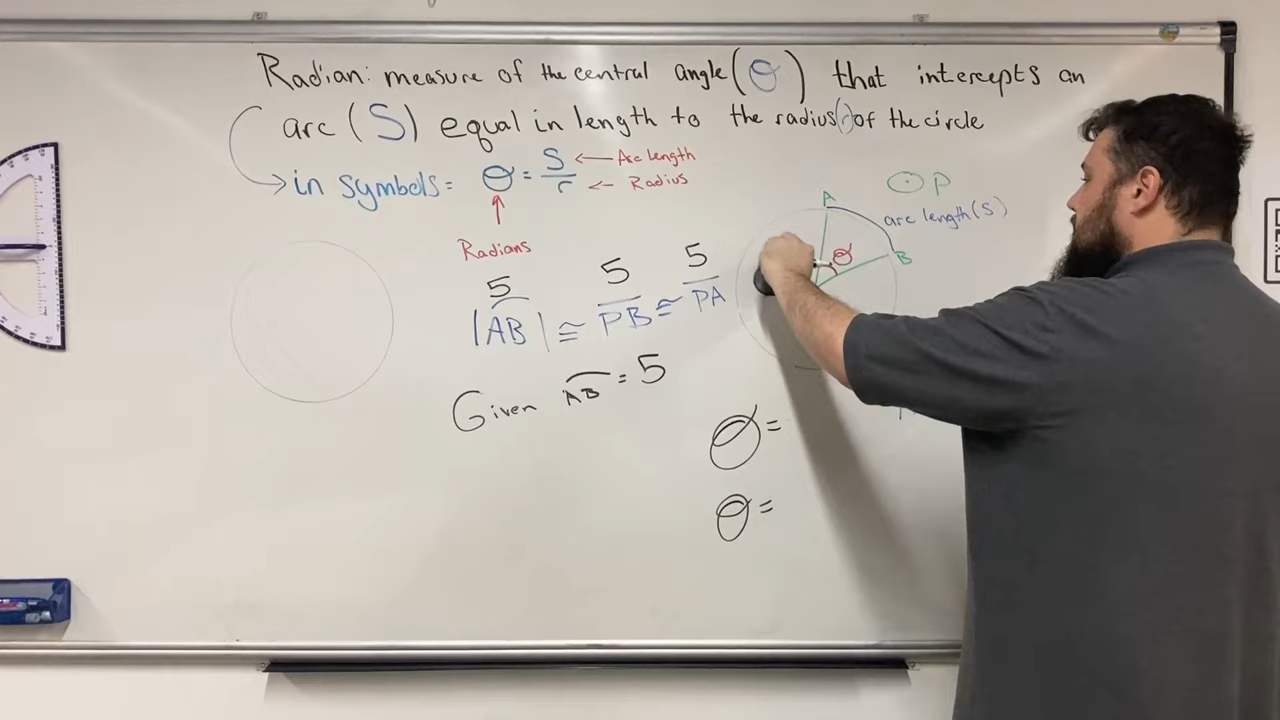 Radian: measure of the central angle(θ) that intercepts an
arc (S) equal in length to the radius(r) of the circle
in symbols= θ = S/r
← Arc length
← Radius
Radians
⊙ P
arc length(S)
A
B
θ
5 5 5
|AB| ≅ PB ≅ PA
Given AB = 5
θ =
θ =